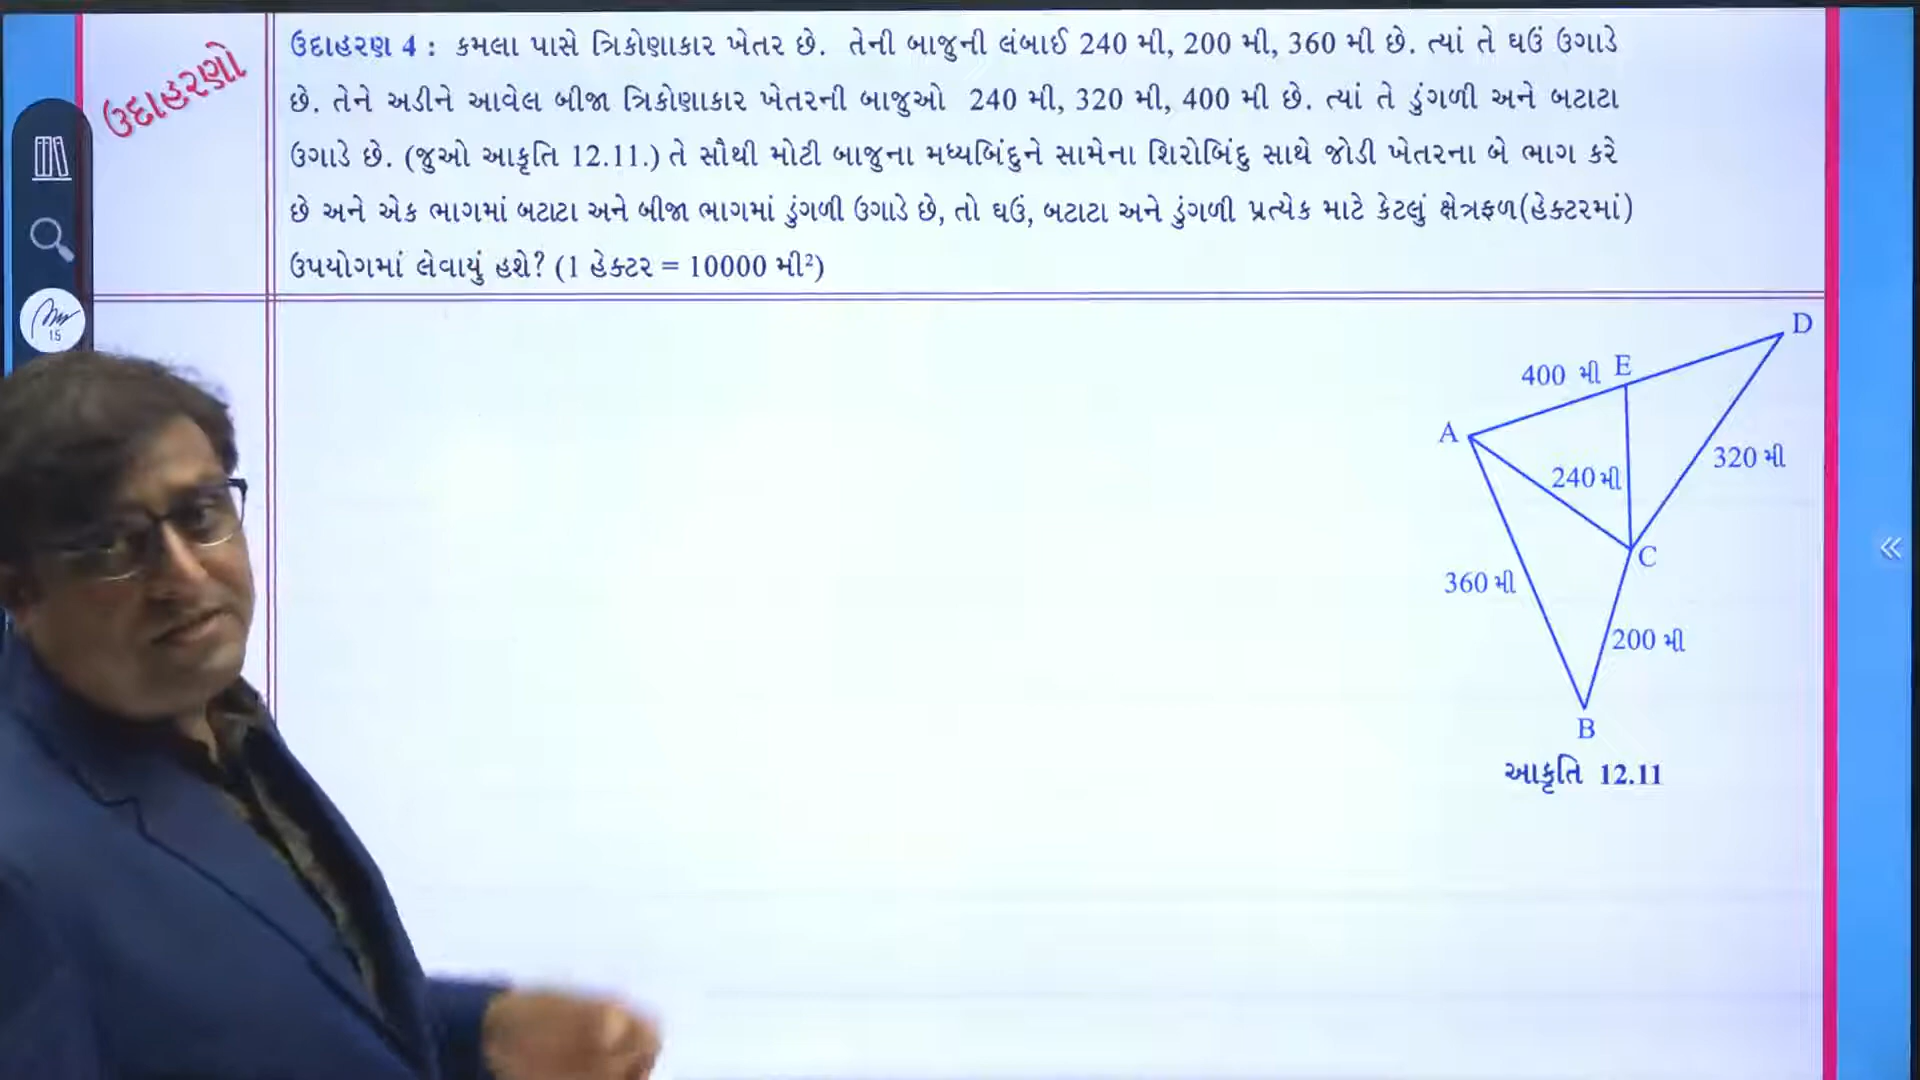 ઉદાહરણો
ઉદાહરણ 4 : કમલા પાસે ત્રિકોણાકાર ખેતર છે. તેની બાજુની લંબાઈ 240 મી, 200 મી, 360 મી છે. ત્યાં તે ઘઉં ઉગાડે
છે. તેને અડીને આવેલ બીજા ત્રિકોણાકાર ખેતરની બાજુઓ 240 મી, 320 મી, 400 મી છે. ત્યાં તે ડુંગળી અને બટાટા
ઉગાડે છે. (જુઓ આકૃતિ 12.11.) તે સૌથી મોટી બાજુના મધ્યબિંદુને સામેના શિરોબિંદુ સાથે જોડી ખેતરના બે ભાગ કરે
છે અને એક ભાગમાં બટાટા અને બીજા ભાગમાં ડુંગળી ઉગાડે છે, તો ઘઉં, બટાટા અને ડુંગળી પ્રત્યેક માટે કેટલું ક્ષેત્રફળ(હેક્ટરમાં)
ઉપયોગમાં લેવાયું હશે? (1 હેક્ટર = 10000 મી²)
15
D
400 મી E
A
320 મી
240 મી
C
360 મી
200 મી
B
આકૃતિ 12.11